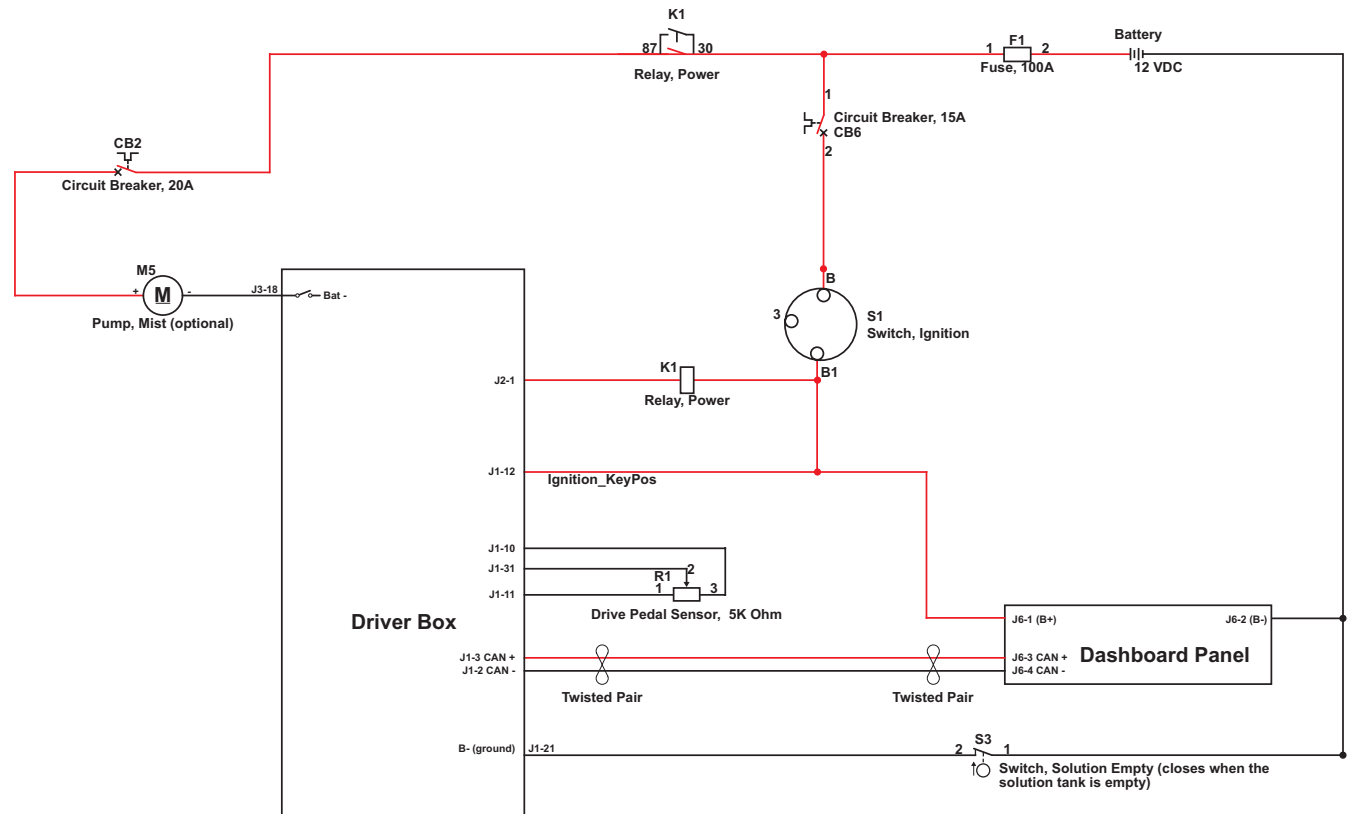 K1
87
30
Relay, Power
1
F1
2
Fuse, 100A
Battery
12 VDC
1
Circuit Breaker, 15A
CB6
2
CB2
Circuit Breaker, 20A
M5
+
M
-
J3-18
Bat -
Pump, Mist (optional)
B
3
S1
Switch, Ignition
B1
J2-1
K1
Relay, Power
J1-12
Ignition_KeyPos
J1-10
J1-31
J1-11
R1
1
2
3
Drive Pedal Sensor, 5K Ohm
Driver Box
J6-1 (B+)
J6-2 (B-)
Dashboard Panel
J1-3 CAN +
J1-2 CAN -
J6-3 CAN +
J6-4 CAN -
Twisted Pair
Twisted Pair
B- (ground)
J1-21
2
S3
1
Switch, Solution Empty (closes when the
solution tank is empty)